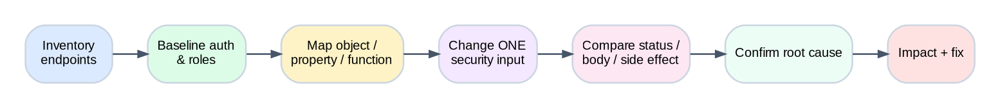 Inventory
endpoints
Baseline auth
& roles
Map object /
property / function
Change ONE
security input
Compare status /
body / side effect
Confirm root cause
Impact + fix